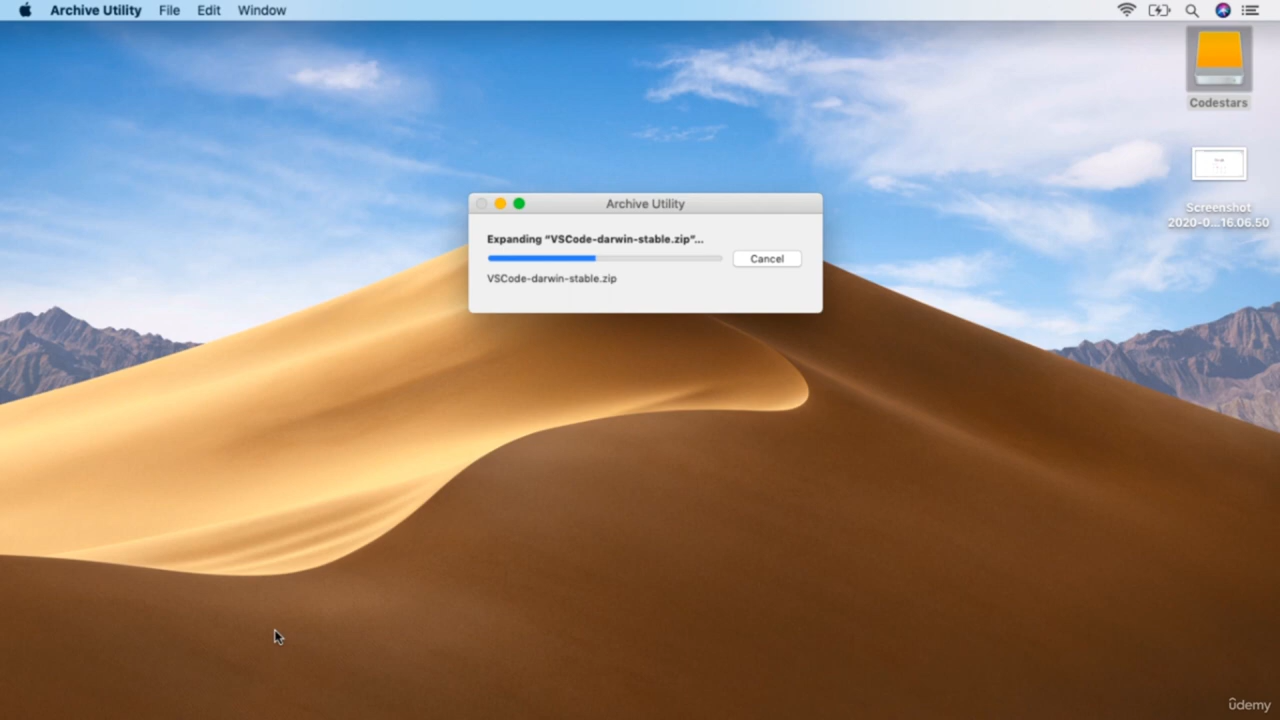 Archive Utility File Edit Window
Codestars
Screenshot
2020-0...16.06.50
Archive Utility
Expanding “VSCode-darwin-stable.zip”...
Cancel
VSCode-darwin-stable.zip
ûdemy